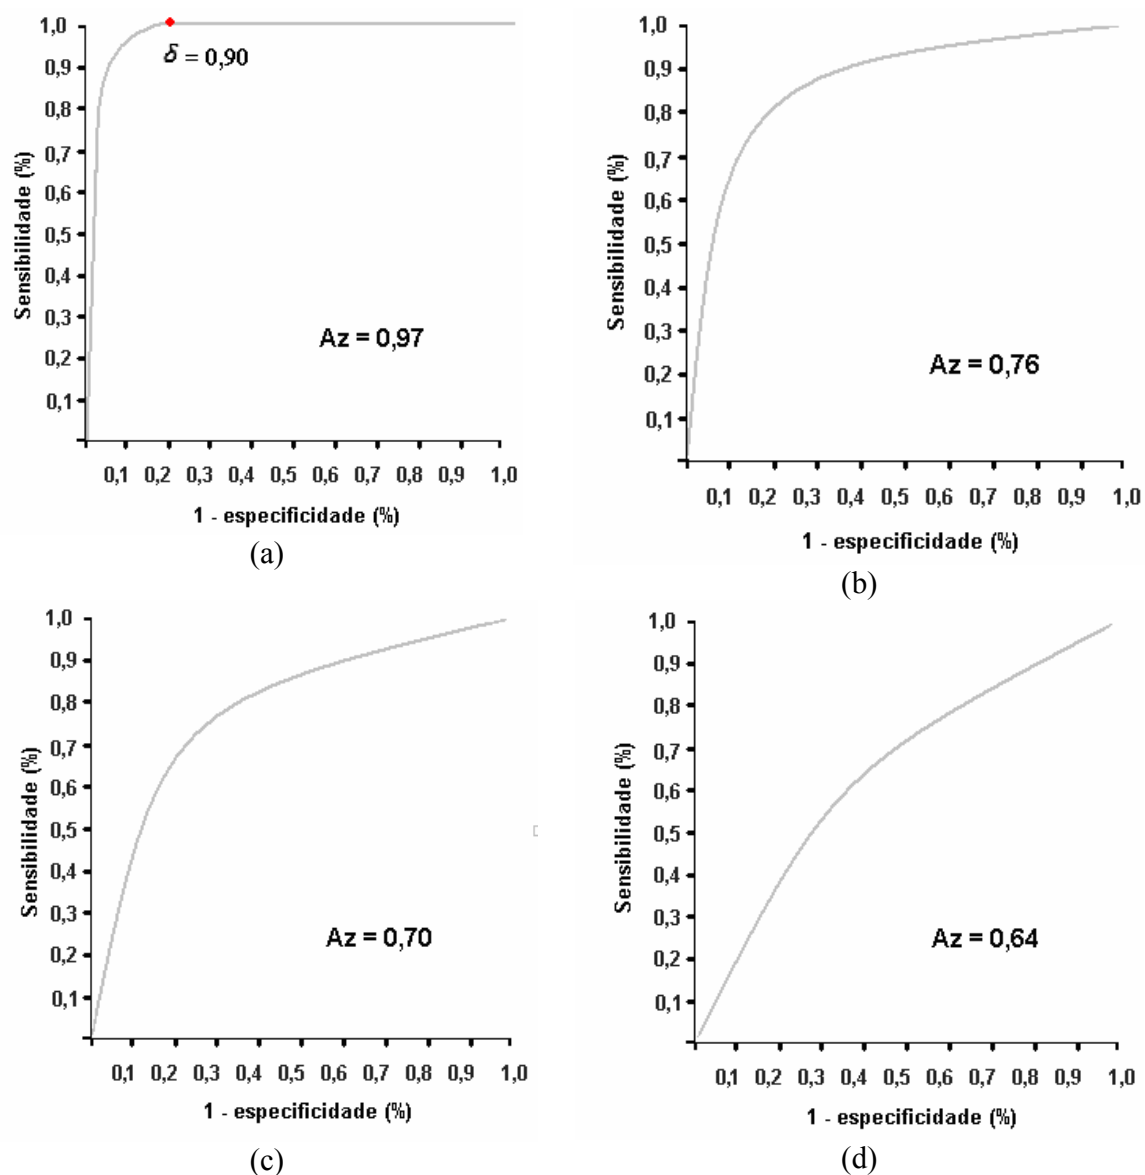 1,0
0,9
0,8
0,7
0,6
0,5
0,4
0,3
0,2
0,1
Sensibilidade (%)
δ = 0,90
Az = 0,97
0,1 0,2 0,3 0,4 0,5 0,6 0,7 0,8 0,9 1,0
1 - especificidade (%)
(a)
1,0
0,9
0,8
0,7
0,6
0,5
0,4
0,3
0,2
0,1
Sensibilidade (%)
Az = 0,76
0,1 0,2 0,3 0,4 0,5 0,6 0,7 0,8 0,9 1,0
1 - especificidade (%)
(b)
1,0
0,9
0,8
0,7
0,6
0,5
0,4
0,3
0,2
0,1
Sensibilidade (%)
Az = 0,70
0,1 0,2 0,3 0,4 0,5 0,6 0,7 0,8 0,9 1,0
1 - especificidade (%)
(c)
1,0
0,9
0,8
0,7
0,6
0,5
0,4
0,3
0,2
0,1
Sensibilidade (%)
Az = 0,64
0,1 0,2 0,3 0,4 0,5 0,6 0,7 0,8 0,9 1,0
1 - especificidade (%)
(d)